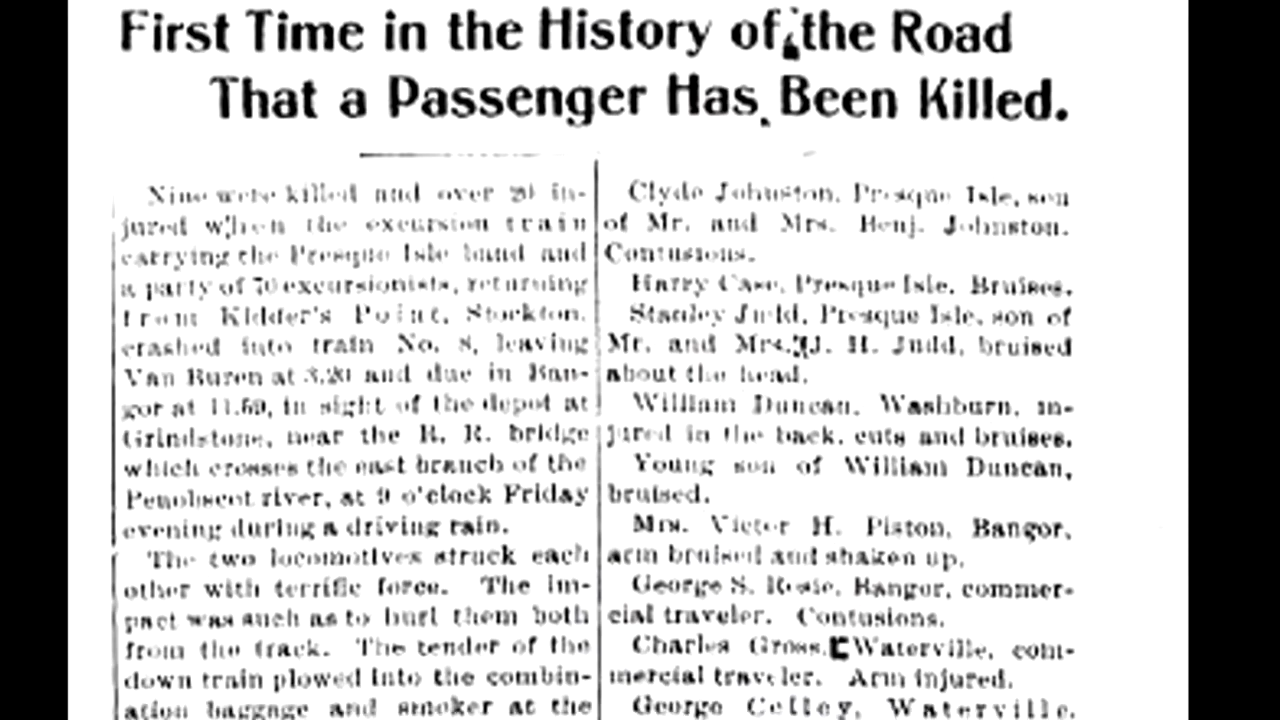 First Time in the History of the Road
That a Passenger Has Been Killed.
Nine were killed and over 20 in-
jured when the excursion train
carrying the Presque Isle band and
a party of 70 excursionists, returning
from Kidder's Point, Stockton,
crashed into train No. 8, leaving
Van Buren at 3.20 and due in Ban-
gor at 11.50, in sight of the depot at
Grindstone, near the R. R. bridge
which crosses the east branch of the
Penobscot river, at 9 o'clock Friday
evening during a driving rain.
The two locomotives struck each
other with terrific force. The im-
pact was such as to hurl them both
from the track. The tender of the
down train plowed into the combin-
ation baggage and smoker at the
Clyde Johnston, Presque Isle, son
of Mr. and Mrs. Benj. Johnston.
Contusions.
Harry Case, Presque Isle. Bruises.
Stanley Judd, Presque Isle, son of
Mr. and Mrs. J. H. Judd, bruised
about the head.
William Duncan, Washburn, in-
jured in the back, cuts and bruises.
Young son of William Duncan,
bruised.
Mrs. Victor H. Piston, Bangor,
arm bruised and shaken up.
George S. Bangor, commer-
cial traveler. Contusions.
Charles Gross, Waterville, com-
mercial traveler. Arm injured.
George Colley, Waterville,